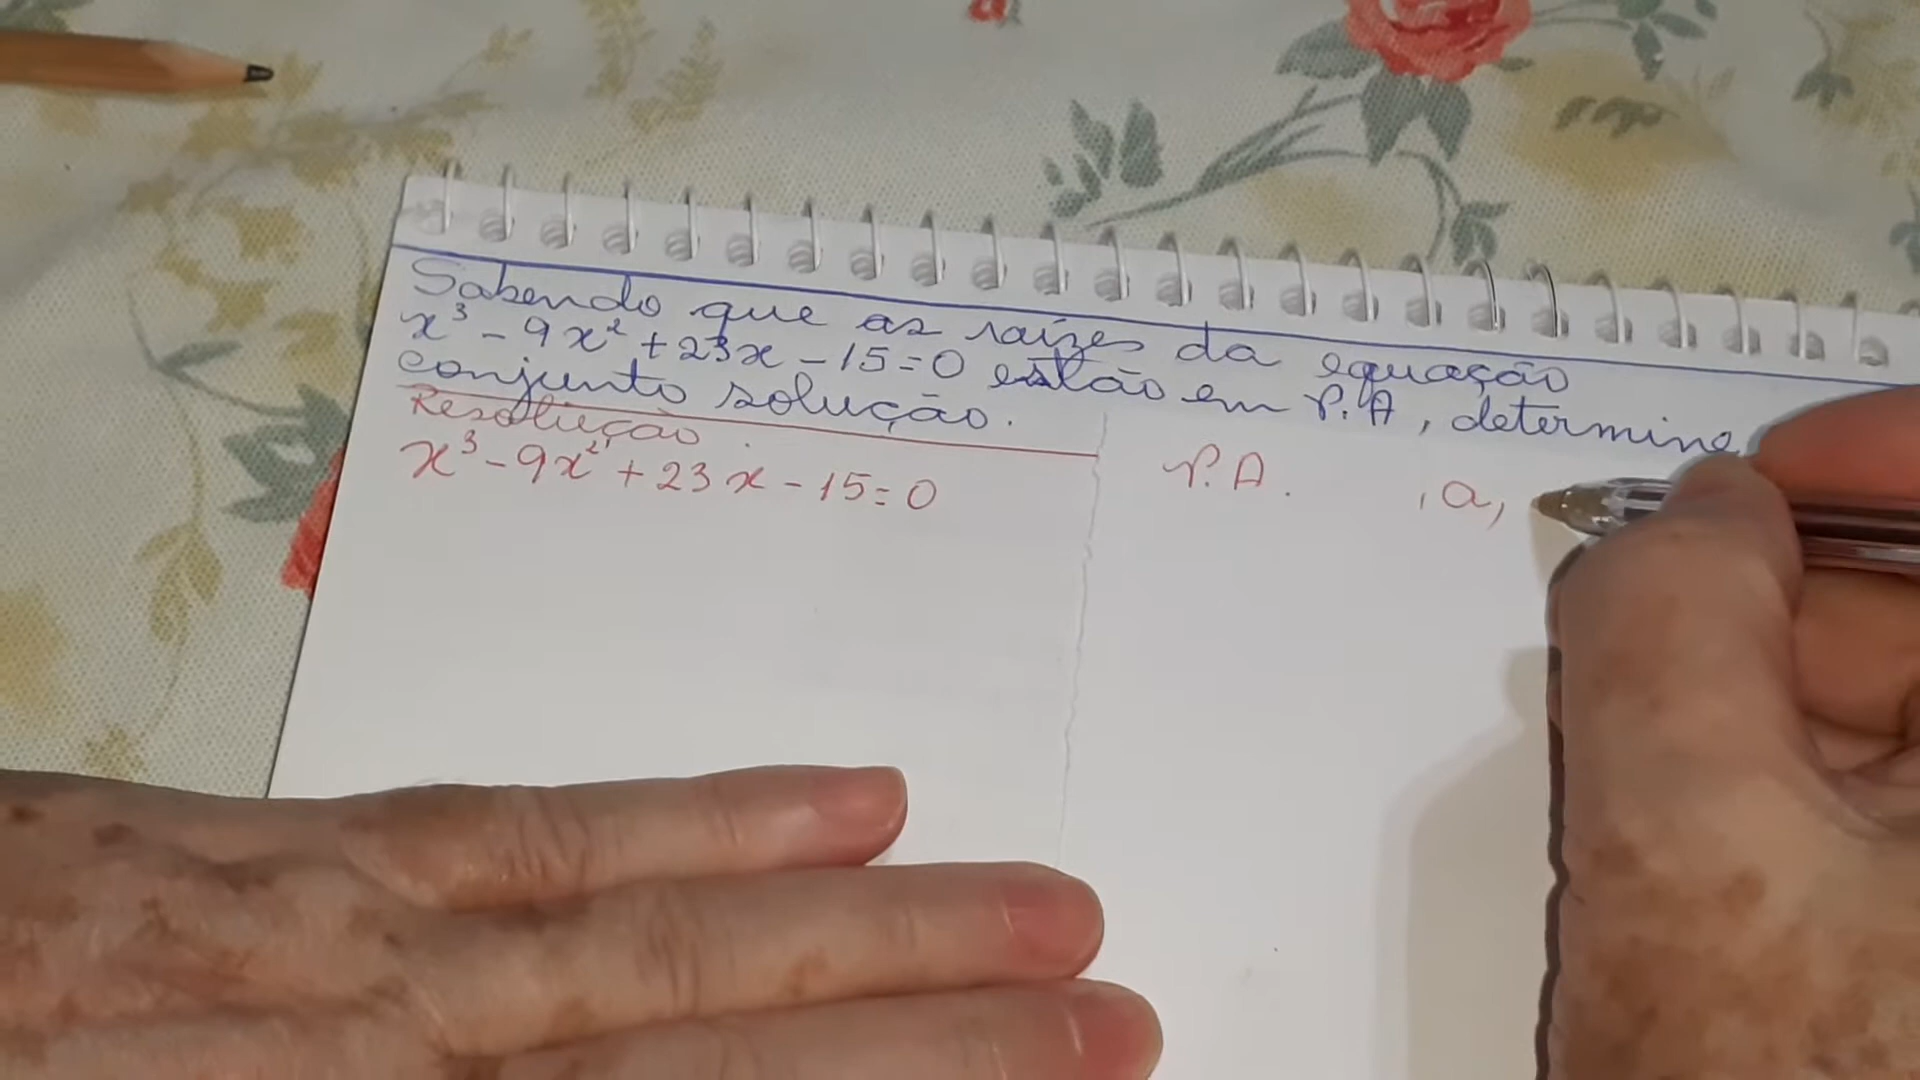 Sabendo que as raízes da equação
x³ - 9x² + 23x - 15 = 0 estão em P.A, determine
conjunto solução.
Resolução.
x³ - 9x² + 23x - 15 = 0
P.A. , a,